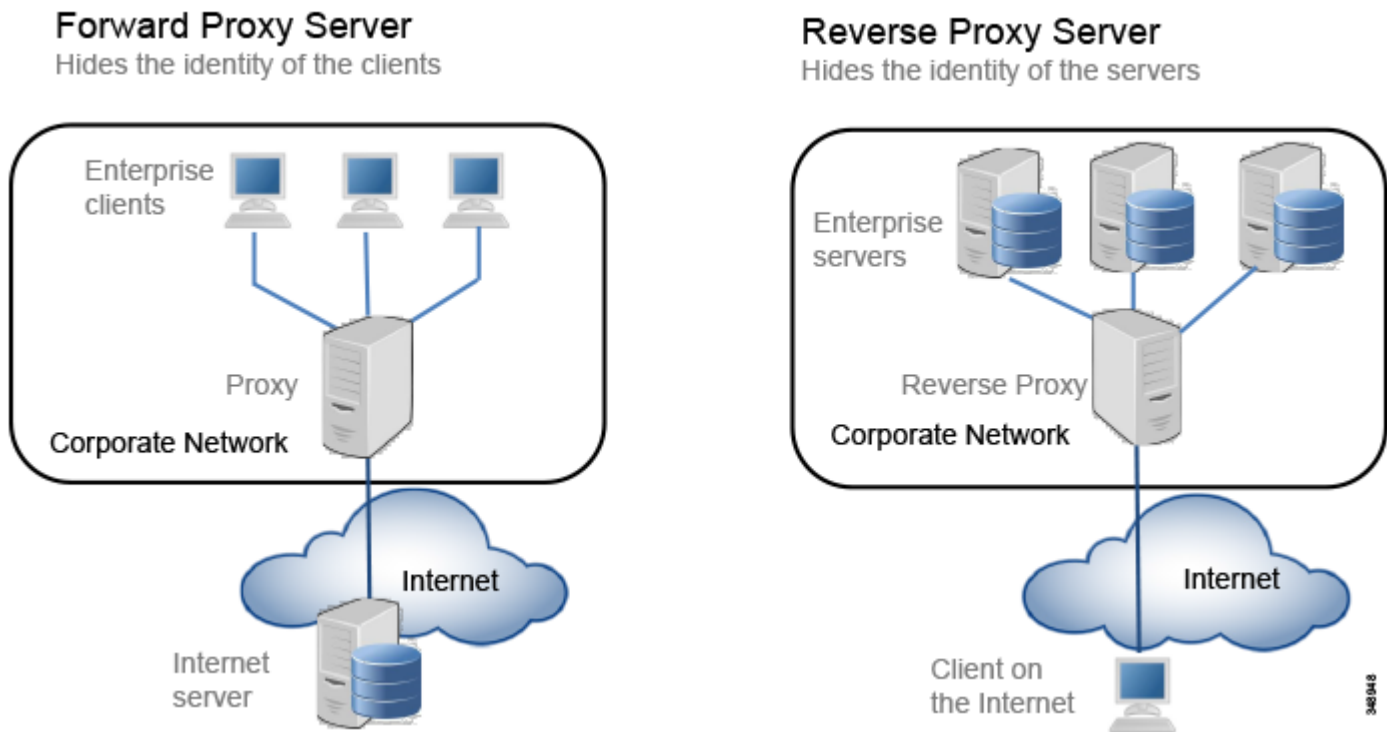 Forward Proxy Server
Hides the identity of the clients
Enterprise
clients
Proxy
Corporate Network
Internet
Internet
server
Reverse Proxy Server
Hides the identity of the servers
Enterprise
servers
Reverse Proxy
Corporate Network
Internet
Client on
the Internet
348948